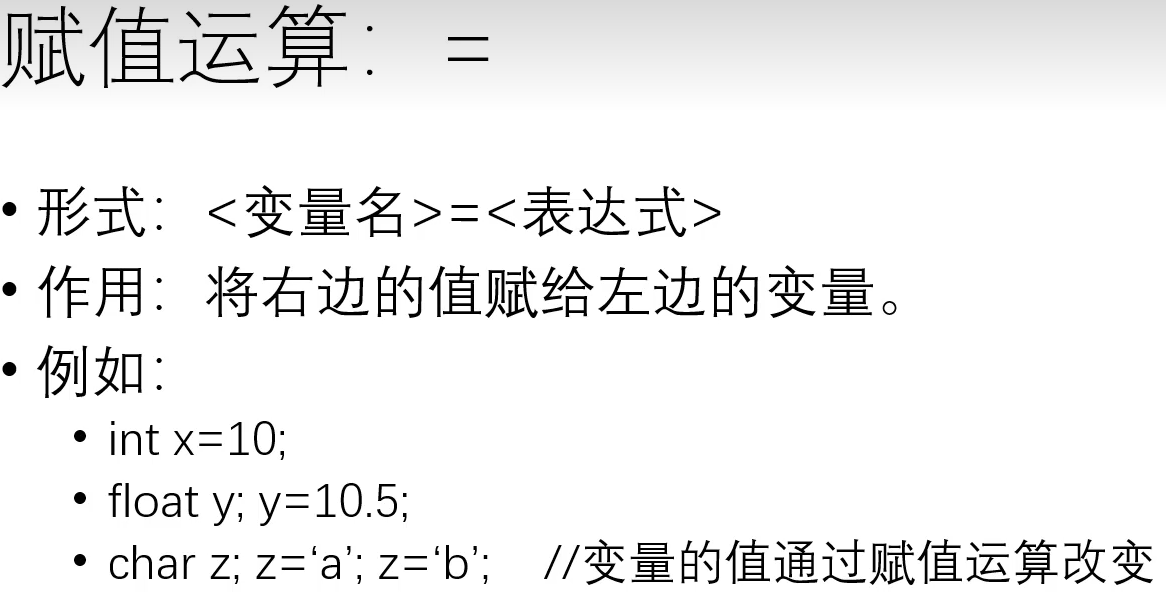 赋值运算： =
• 形式：<变量名>=<表达式>
• 作用：将右边的值赋给左边的变量。
• 例如：
• int x=10;
• float y; y=10.5;
• char z; z=‘a’; z=‘b’; //变量的值通过赋值运算改变